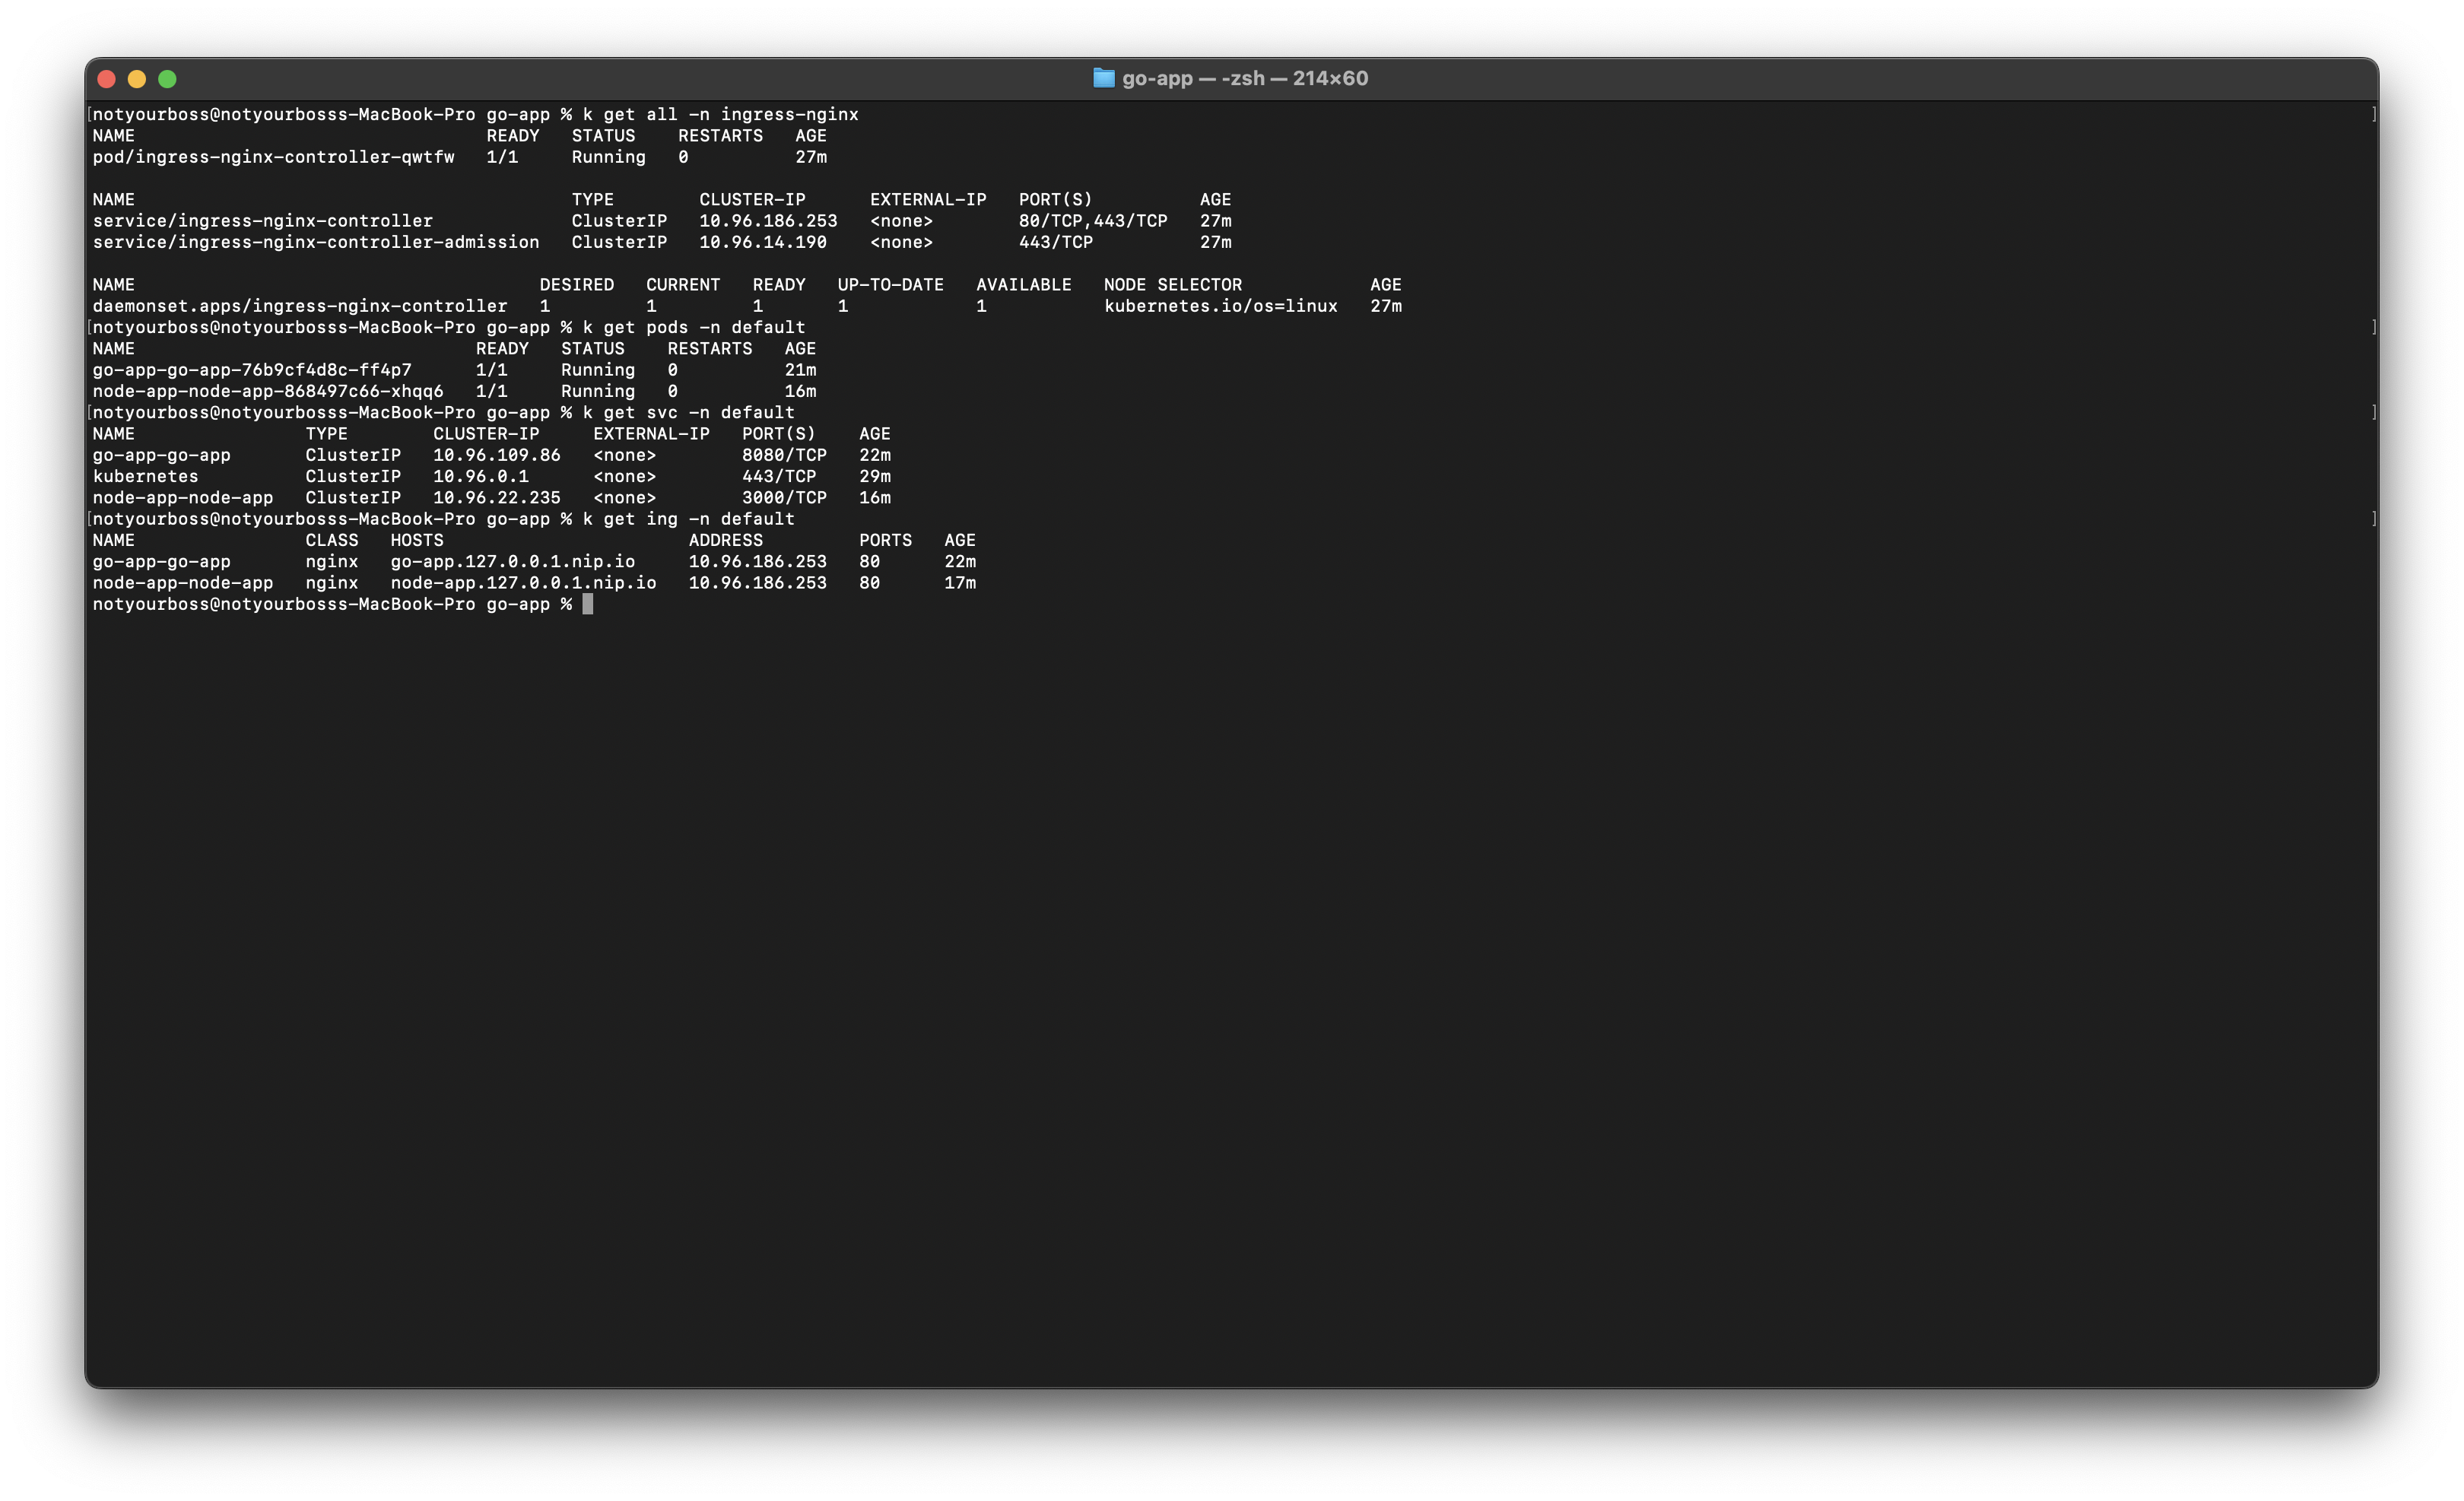 go-app — -zsh — 214×60
[notyourboss@notyourbosss-MacBook-Pro go-app % k get all -n ingress-nginx ]
NAME READY STATUS RESTARTS AGE
pod/ingress-nginx-controller-qwtfw 1/1 Running 0 27m
NAME TYPE CLUSTER-IP EXTERNAL-IP PORT(S) AGE
service/ingress-nginx-controller ClusterIP 10.96.186.253 <none> 80/TCP,443/TCP 27m
service/ingress-nginx-controller-admission ClusterIP 10.96.14.190 <none> 443/TCP 27m
NAME DESIRED CURRENT READY UP-TO-DATE AVAILABLE NODE SELECTOR AGE
daemonset.apps/ingress-nginx-controller 1 1 1 1 1 kubernetes.io/os=linux 27m
[notyourboss@notyourbosss-MacBook-Pro go-app % k get pods -n default ]
NAME READY STATUS RESTARTS AGE
go-app-go-app-76b9cf4d8c-ff4p7 1/1 Running 0 21m
node-app-node-app-868497c66-xhqq6 1/1 Running 0 16m
[notyourboss@notyourbosss-MacBook-Pro go-app % k get svc -n default ]
NAME TYPE CLUSTER-IP EXTERNAL-IP PORT(S) AGE
go-app-go-app ClusterIP 10.96.109.86 <none> 8080/TCP 22m
kubernetes ClusterIP 10.96.0.1 <none> 443/TCP 29m
node-app-node-app ClusterIP 10.96.22.235 <none> 3000/TCP 16m
[notyourboss@notyourbosss-MacBook-Pro go-app % k get ing -n default ]
NAME CLASS HOSTS ADDRESS PORTS AGE
go-app-go-app nginx go-app.127.0.0.1.nip.io 10.96.186.253 80 22m
node-app-node-app nginx node-app.127.0.0.1.nip.io 10.96.186.253 80 17m
notyourboss@notyourbosss-MacBook-Pro go-app %